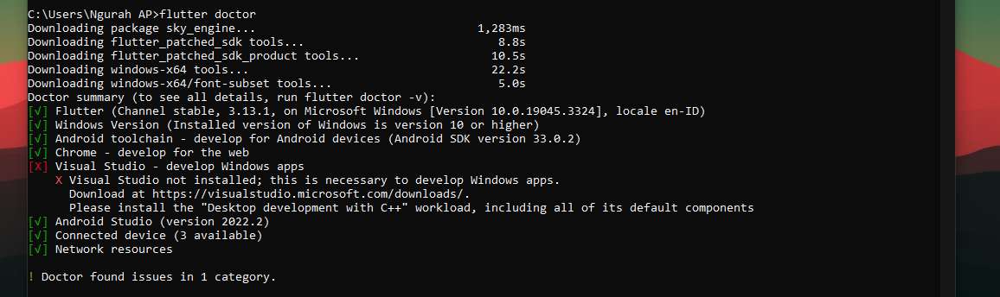 C:\Users\Ngurah AP>flutter doctor
Downloading package sky_engine... 1,283ms
Downloading flutter_patched_sdk tools... 8.8s
Downloading flutter_patched_sdk_product tools... 10.5s
Downloading windows-x64 tools... 22.2s
Downloading windows-x64/font-subset tools... 5.0s
Doctor summary (to see all details, run flutter doctor -v):
[√] Flutter (Channel stable, 3.13.1, on Microsoft Windows [Version 10.0.19045.3324], locale en-ID)
[√] Windows Version (Installed version of Windows is version 10 or higher)
[√] Android toolchain - develop for Android devices (Android SDK version 33.0.2)
[√] Chrome - develop for the web
[X] Visual Studio - develop Windows apps
X Visual Studio not installed; this is necessary to develop Windows apps.
Download at https://visualstudio.microsoft.com/downloads/.
Please install the "Desktop development with C++" workload, including all of its default components
[√] Android Studio (version 2022.2)
[√] Connected device (3 available)
[√] Network resources
! Doctor found issues in 1 category.